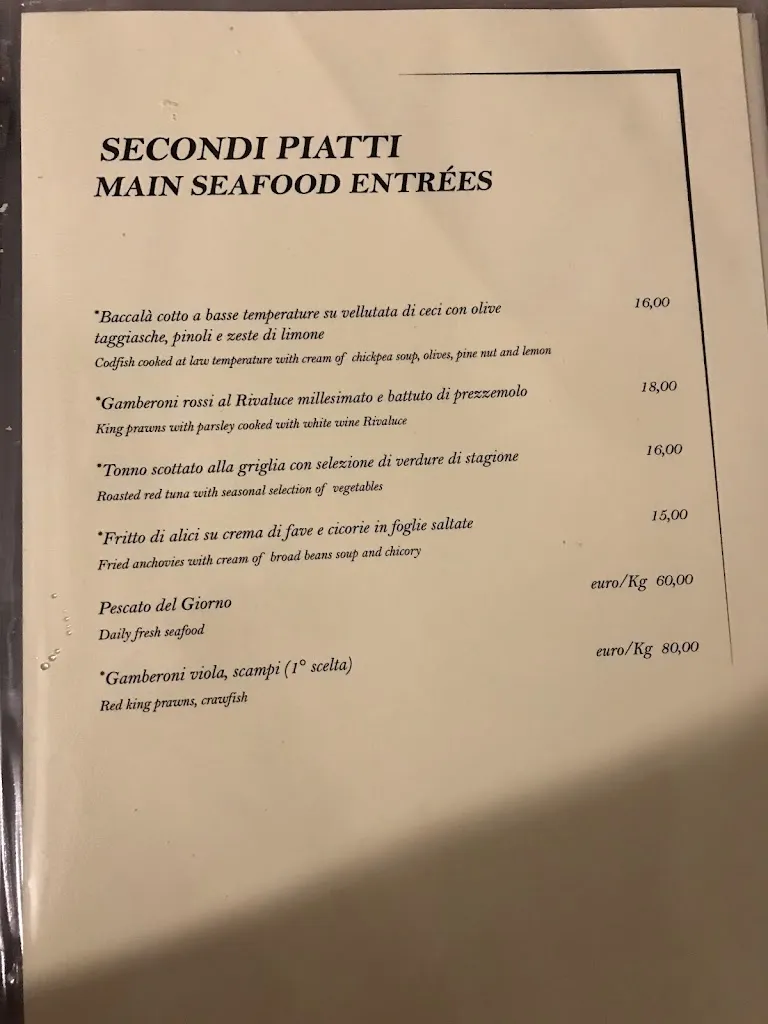 SECONDI PIATTI
MAIN SEAFOOD ENTRÉES
*Baccalà cotto a basse temperature su vellutata di ceci con olive 16,00
taggiasche, pinoli e zeste di limone
Codfish cooked at law temperature with cream of chickpea soup, olives, pine nut and lemon
*Gamberoni rossi al Rivaluce millesimato e battuto di prezzemolo 18,00
King prawns with parsley cooked with white wine Rivaluce
*Tonno scottato alla griglia con selezione di verdure di stagione 16,00
Roasted red tuna with seasonal selection of vegetables
*Fritto di alici su crema di fave e cicorie in foglie saltate 15,00
Fried anchovies with cream of broad beans soup and chicory
Pescato del Giorno euro/Kg 60,00
Daily fresh seafood
*Gamberoni viola, scampi (1° scelta) euro/Kg 80,00
Red king prawns, crawfish